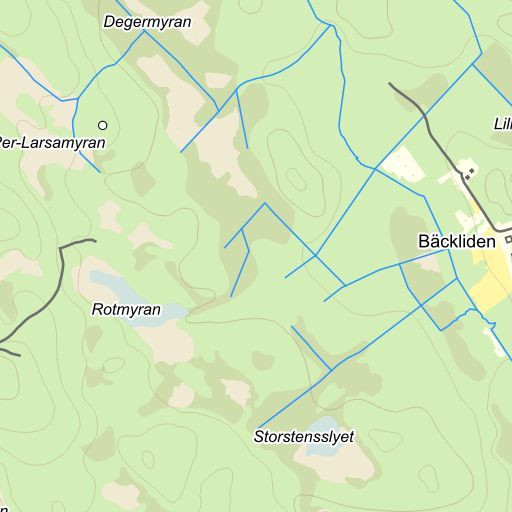 Degermyran
Per-Larsamyran
Bäckliden
Rotmyran
Storstensslyet